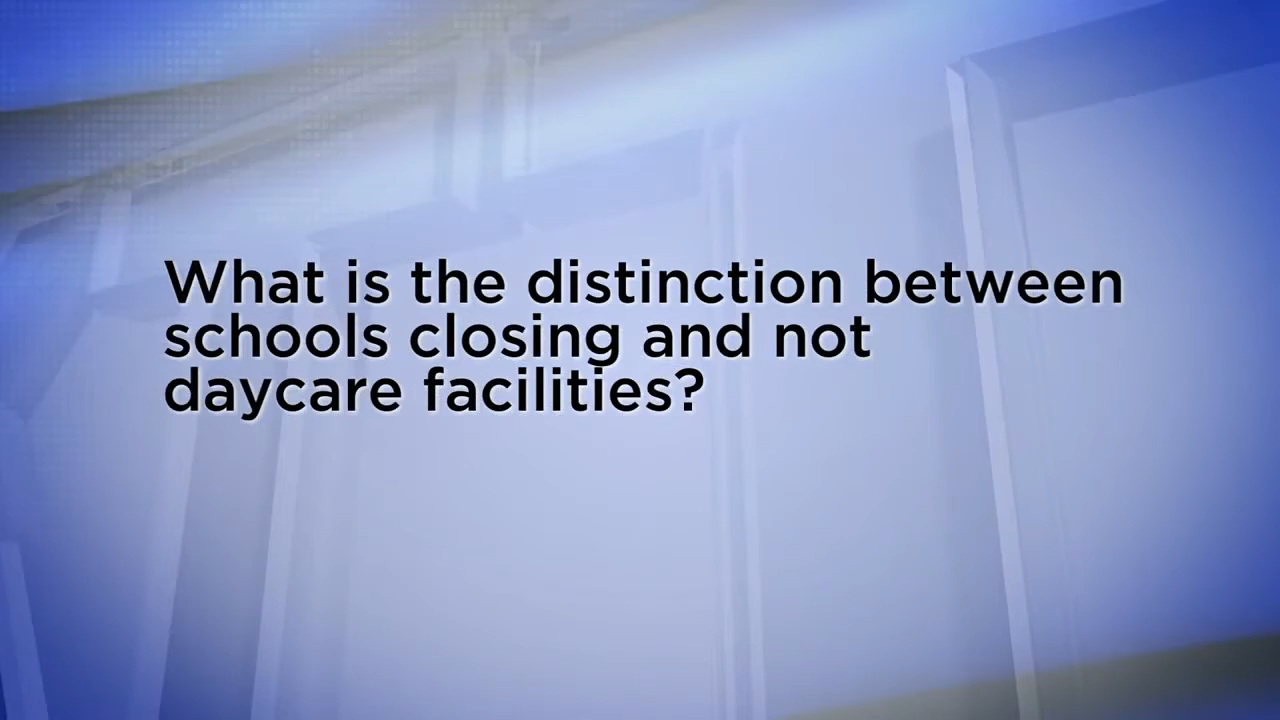 What is the distinction between
schools closing and not
daycare facilities?